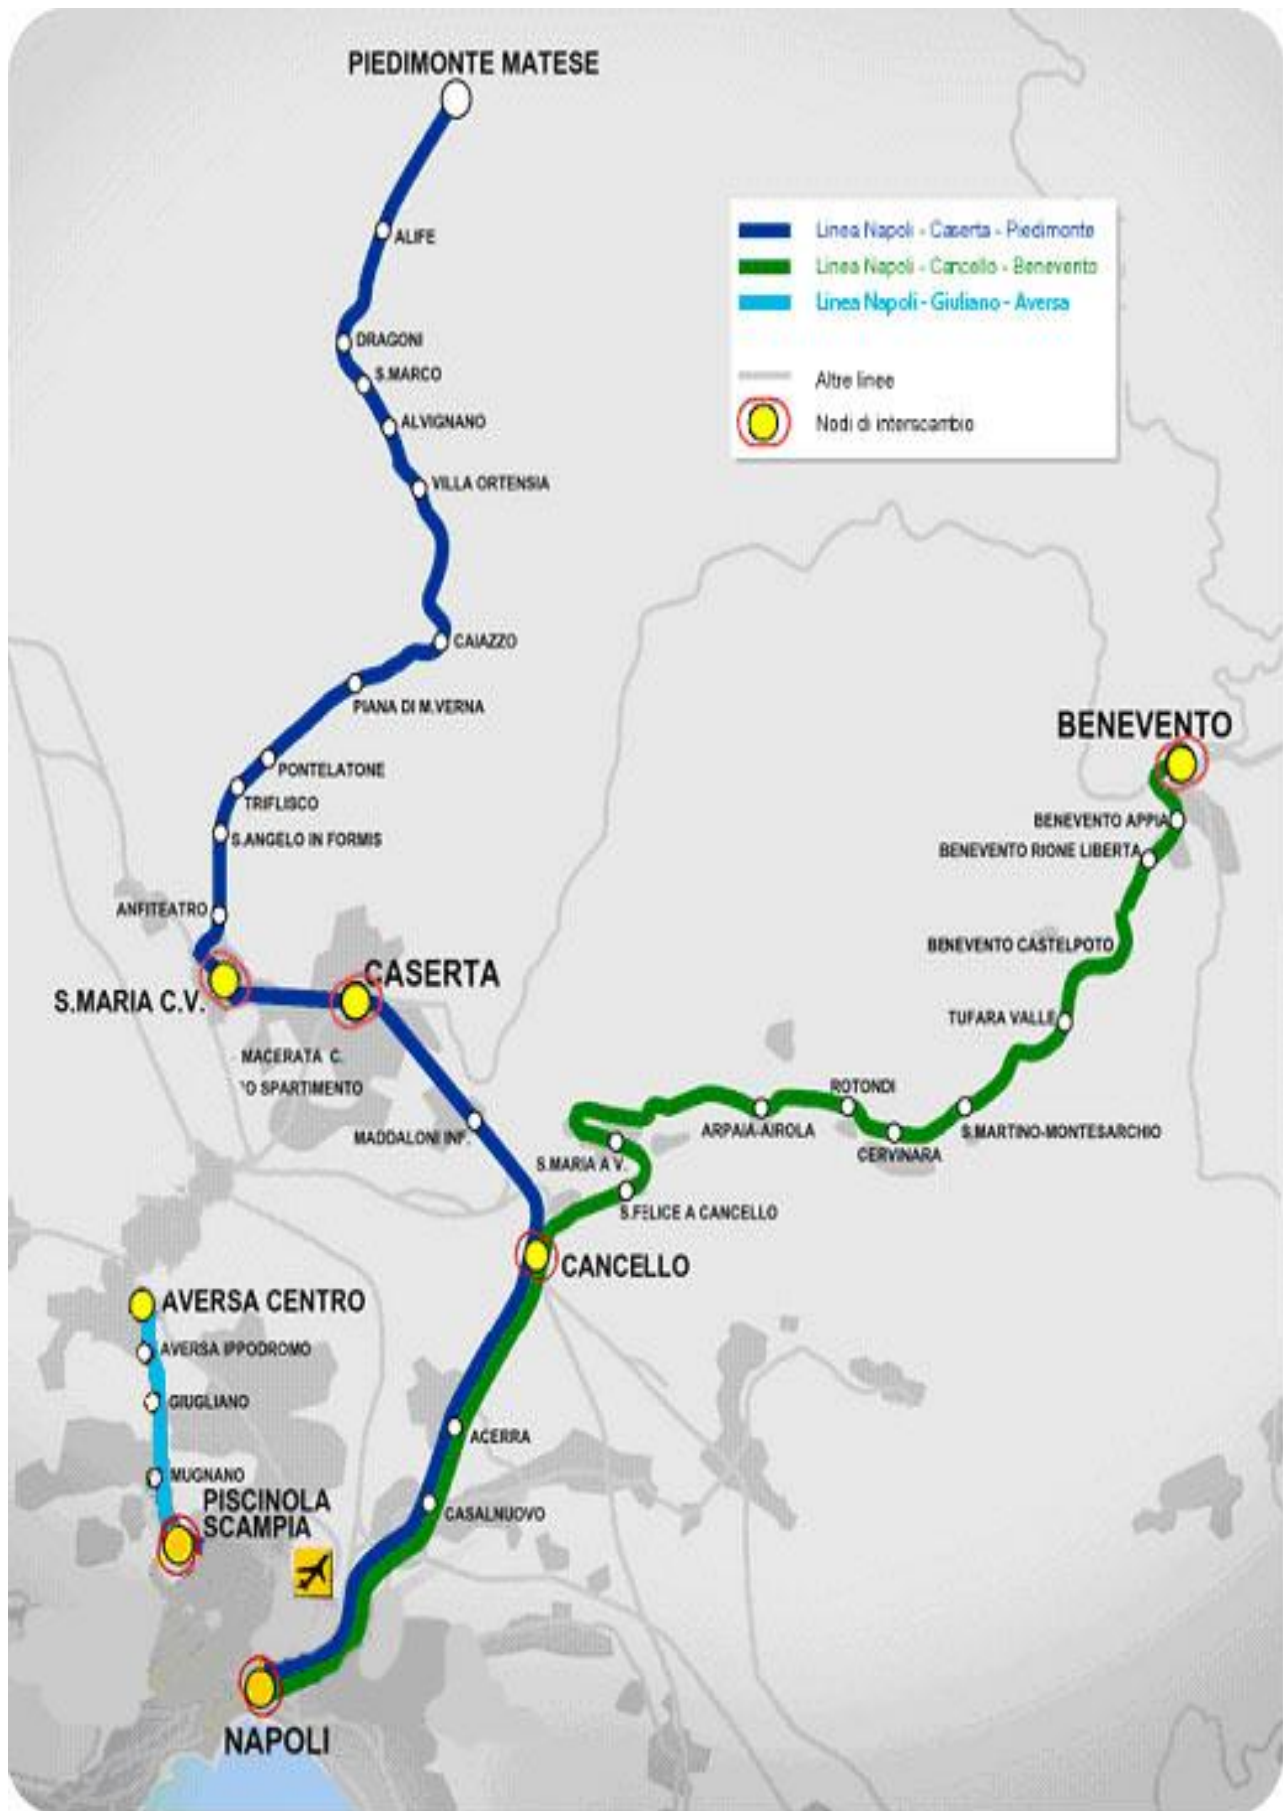 PIEDIMONTE MATESE
Linea Napoli - Caserta - Piedimonte
Linea Napoli - Cancello - Benevento
Linea Napoli - Giuliano - Aversa
Altre linee
Nodi di interscambio
ALIFE
DRAGONI
S.MARCO
ALVIGNANO
VILLA ORTENSIA
CAIAZZO
PIANA DI M.VERNA
PONTELATONE
TRIFLISCO
S.ANGELO IN FORMIS
ANFITEATRO
S.MARIA C.V.
CASERTA
MACERATA C.
'O SPARTIMENTO
MADDALONI INF.
BENEVENTO
BENEVENTO APPIA
BENEVENTO RIONE LIBERTA
BENEVENTO CASTELPOTO
TUFARA VALLE
S.MARTINO-MONTESARCHIO
ROTONDI
CERVINARA
ARPAIA-AIROLA
S.MARIA A V.
S.FELICE A CANCELLO
CANCELLO
AVERSA CENTRO
AVERSA IPPODROMO
GIUGLIANO
MUGNANO
PISCINOLA
SCAMPIA
ACERRA
CASALNUOVO
NAPOLI